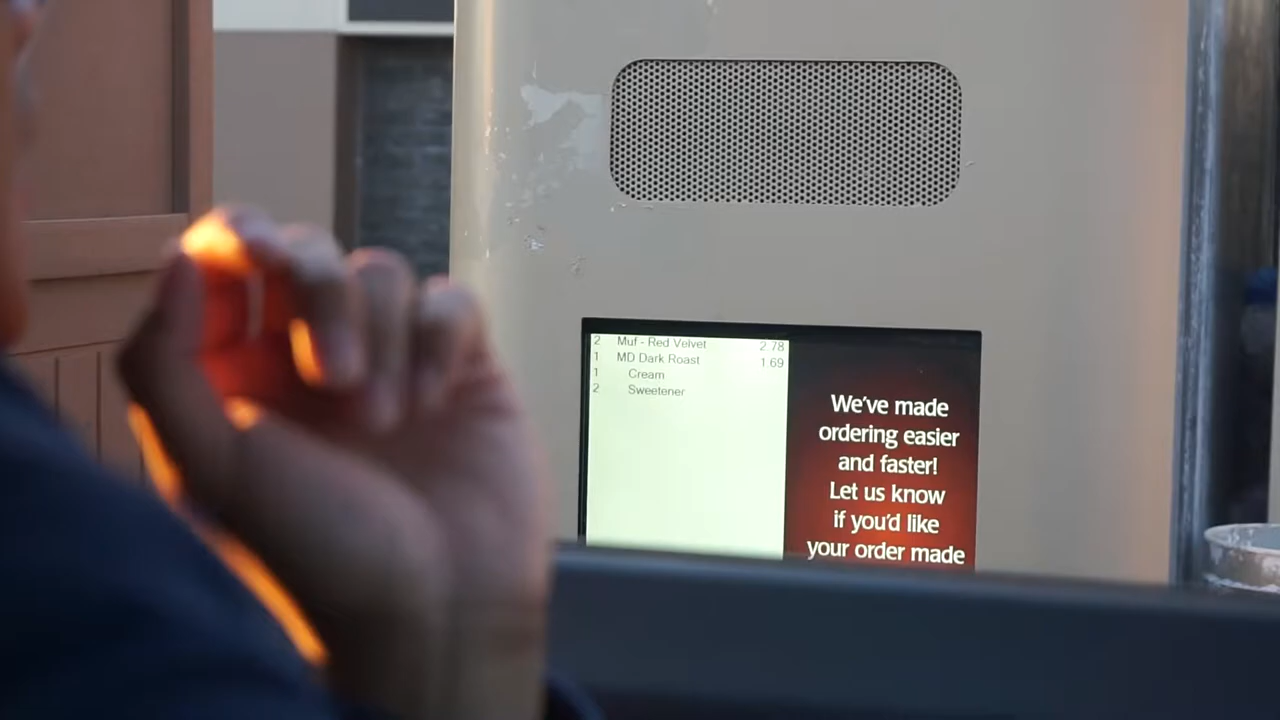 2 Muf - Red Velvet 2.78
1 MD Dark Roast 1.69
1 Cream
2 Sweetener
We've made
ordering easier
and faster!
Let us know
if you'd like
your order made